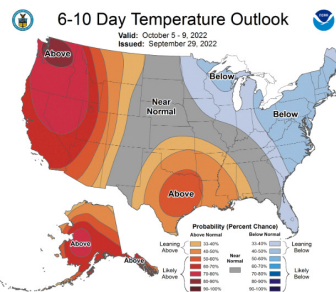 6-10 Day Temperature Outlook
Valid: October 5 - 9, 2022
Issued: September 29, 2022
Above
Below
Near
Normal
Below
Above
Above
Above
Probability (Percent Chance)
Above Normal
Below Normal
Leaning
Above
33-40%
40-50%
Near
Normal
33-40%
40-50%
Leaning
Below
Likely
Above
50-60%
60-70%
70-80%
80-90%
90-100%
50-60%
60-70%
70-80%
80-90%
90-100%
Likely
Below